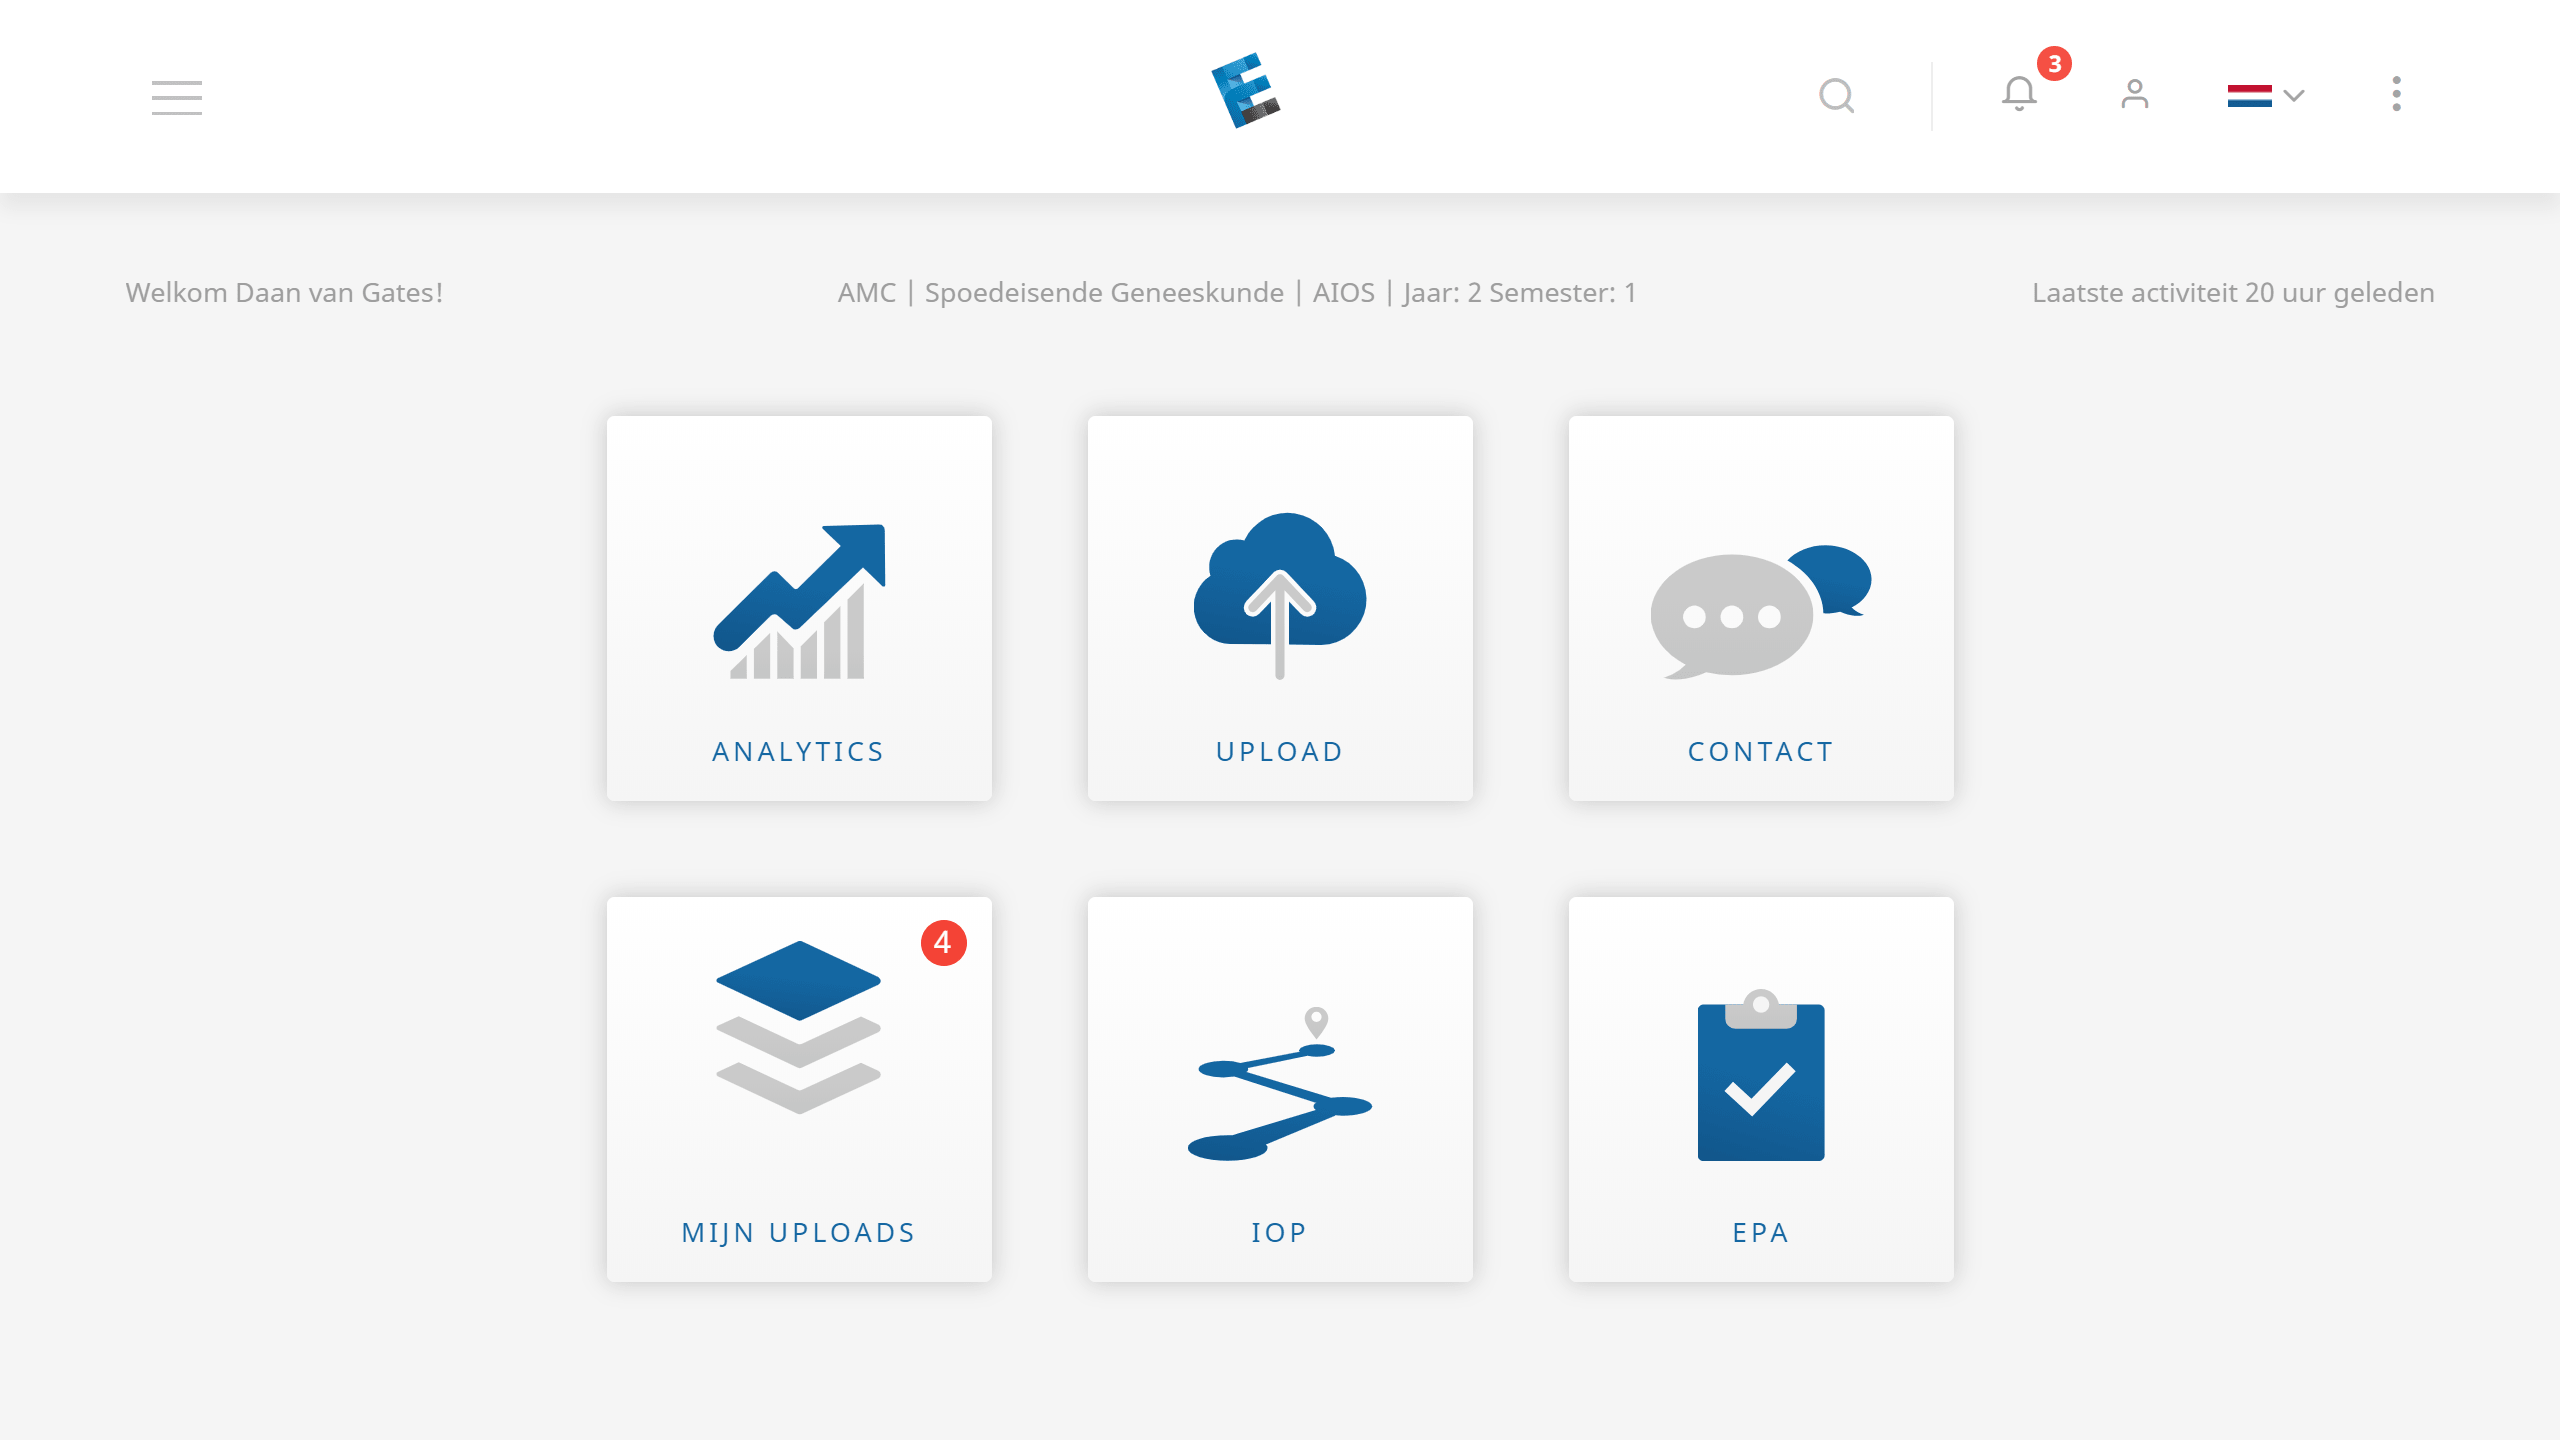 3
Welkom Daan van Gates!
AMC | Spoedeisende Geneeskunde | AIOS | Jaar: 2 Semester: 1
Laatste activiteit 20 uur geleden
ANALYTICS
UPLOAD
CONTACT
4
MIJN UPLOADS
IOP
EPA